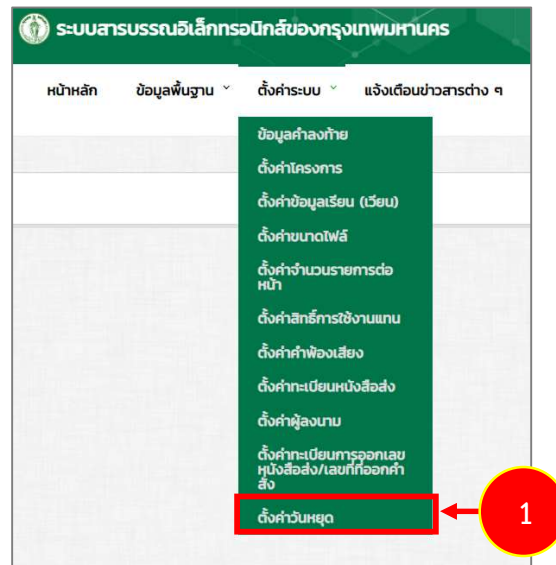 ระบบสารบรรณอิเล็กทรอนิกส์ของกรุงเทพมหานคร
หน้าหลัก ข้อมูลพื้นฐาน ตั้งค่าระบบ แจ้งเตือนข่าวสารต่าง ๆ
ข้อมูลคำลงท้าย
ตั้งค่าโครงการ
ตั้งค่าข้อมูลเรียน (เวียน)
ตั้งค่าขนาดไฟล์
ตั้งค่าจำนวนรายการต่อ
หน้า
ตั้งค่าสิทธิ์การใช้งานแทน
ตั้งค่าคำพ้องเสียง
ตั้งค่าทะเบียนหนังสือส่ง
ตั้งค่าผู้ลงนาม
ตั้งค่าทะเบียนการออกเลข
หนังสือส่ง/เลขที่ที่ออกคำ
สั่ง
ตั้งค่าวันหยุด
1